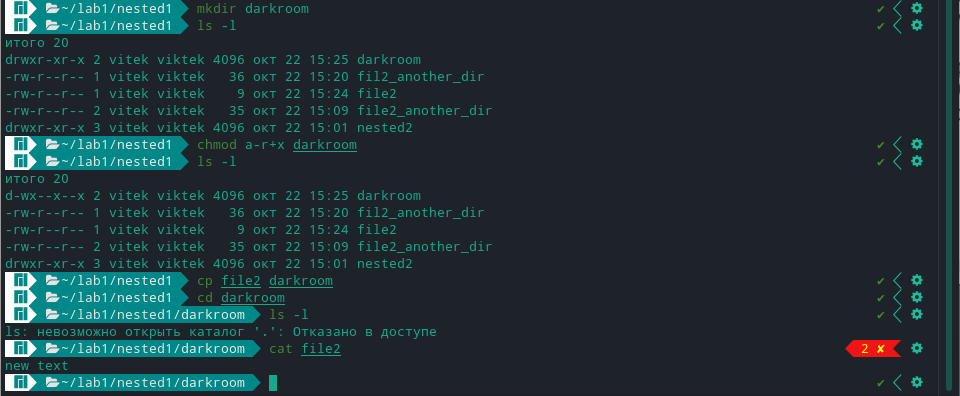 ~/lab1/nested1 mkdir darkroom ✔
~/lab1/nested1 ls -l ✔
итого 20
drwxr-xr-x 2 vitek viktek 4096 окт 22 15:25 darkroom
-rw-r--r-- 1 vitek viktek 36 окт 22 15:20 fil2_another_dir
-rw-r--r-- 1 vitek viktek 9 окт 22 15:24 file2
-rw-r--r-- 2 vitek viktek 35 окт 22 15:09 file2_another_dir
drwxr-xr-x 3 vitek viktek 4096 окт 22 15:01 nested2
~/lab1/nested1 chmod a-r+x darkroom ✔
~/lab1/nested1 ls -l ✔
итого 20
d-wx--x--x 2 vitek viktek 4096 окт 22 15:25 darkroom
-rw-r--r-- 1 vitek viktek 36 окт 22 15:20 fil2_another_dir
-rw-r--r-- 1 vitek viktek 9 окт 22 15:24 file2
-rw-r--r-- 2 vitek viktek 35 окт 22 15:09 file2_another_dir
drwxr-xr-x 3 vitek viktek 4096 окт 22 15:01 nested2
~/lab1/nested1 cp file2 darkroom ✔
~/lab1/nested1 cd darkroom ✔
~/lab1/nested1/darkroom ls -l ✔
ls: невозможно открыть каталог '.': Отказано в доступе
~/lab1/nested1/darkroom cat file2 2 ✘
new text
~/lab1/nested1/darkroom ✔